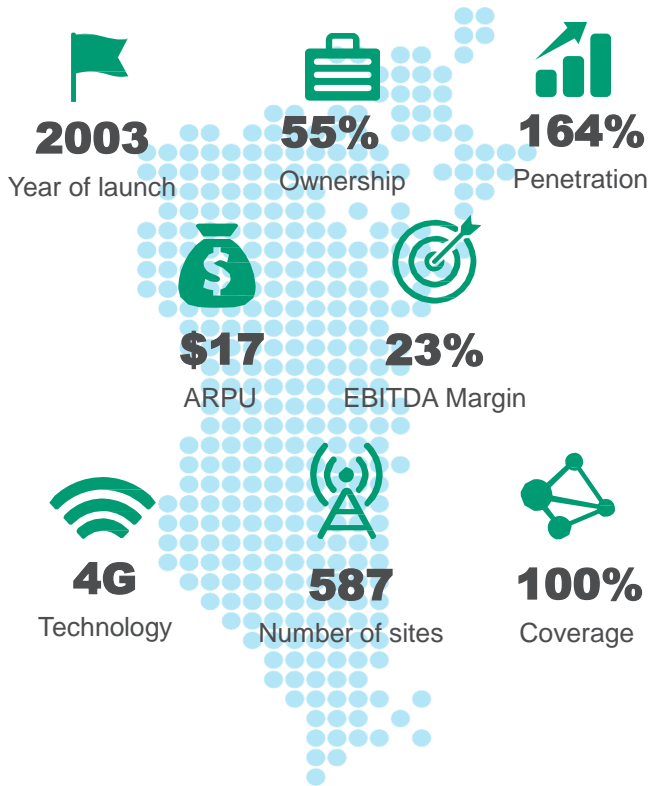 2003
Year of launch
55%
Ownership
164%
Penetration
$
$17
ARPU
23%
EBITDA Margin
4G
Technology
587
Number of sites
100%
Coverage